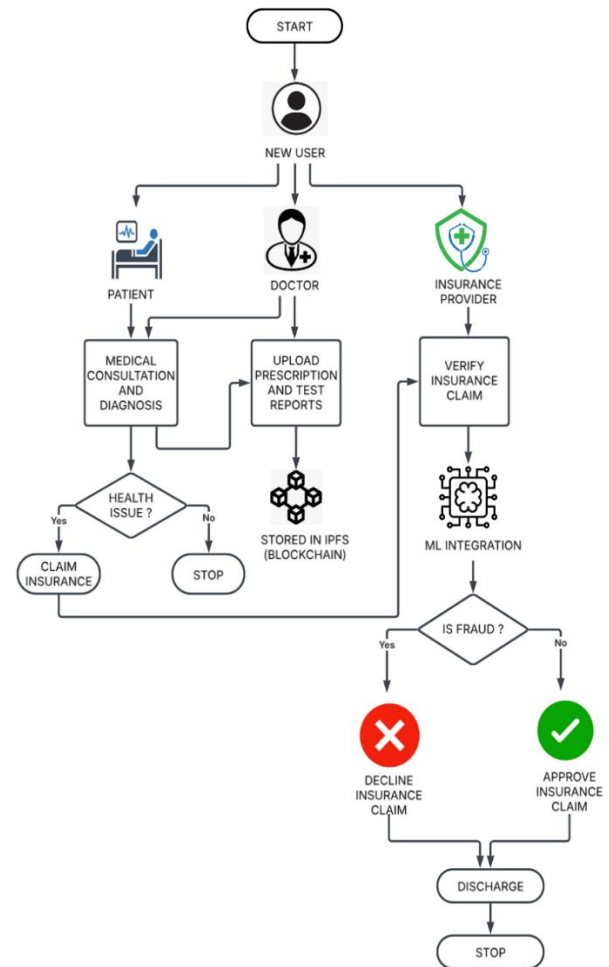 START
NEW USER
PATIENT
DOCTOR
INSURANCE
PROVIDER
MEDICAL
CONSULTATION
AND
DIAGNOSIS
UPLOAD
PRESCRIPTION
AND TEST
REPORTS
VERIFY
INSURANCE
CLAIM
HEALTH
ISSUE ?
Yes
No
CLAIM
INSURANCE
STOP
STORED IN IPFS
(BLOCKCHAIN)
ML INTEGRATION
IS FRAUD ?
Yes
No
DECLINE
INSURANCE
CLAIM
APPROVE
INSURANCE
CLAIM
DISCHARGE
STOP